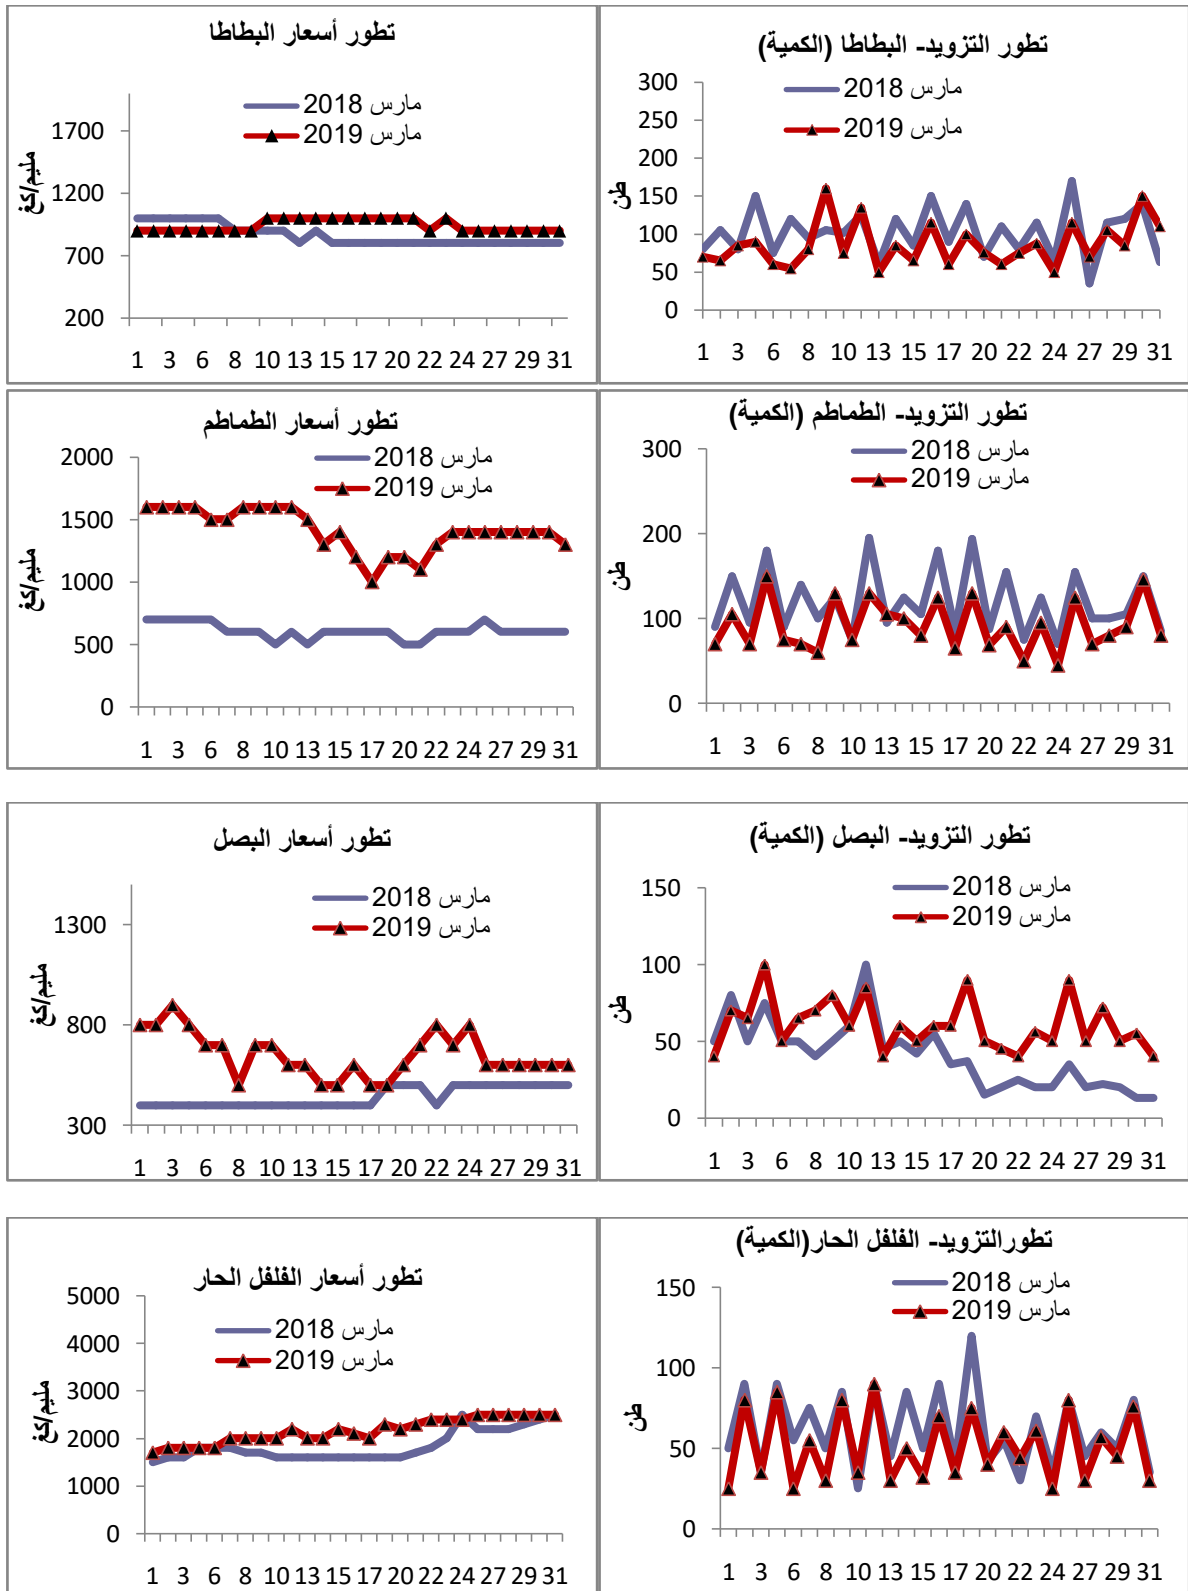 تطور أسعار البطاطا
مارس 2018
مارس 2019
مليم/كغ
1700
1200
700
200
1 3 6 8 10 13 15 17 20 22 24 27 29 31
تطور التزويد- البطاطا (الكمية)
مارس 2018
مارس 2019
طن
300
250
200
150
100
50
0
1 3 6 8 10 13 15 17 20 22 24 27 29 31
تطور أسعار الطماطم
مارس 2018
مارس 2019
مليم/كغ
2000
1500
1000
500
0
1 3 6 8 10 13 15 17 20 22 24 27 29 31
تطور التزويد- الطماطم (الكمية)
مارس 2018
مارس 2019
طن
300
200
100
0
1 3 6 8 10 13 15 17 20 22 24 27 29 31
تطور أسعار البصل
مارس 2018
مارس 2019
مليم/كغ
1300
800
300
1 3 6 8 10 13 15 17 20 22 24 27 29 31
تطور التزويد- البصل (الكمية)
مارس 2018
مارس 2019
طن
150
100
50
0
1 3 6 8 10 13 15 17 20 22 24 27 29 31
تطور أسعار الفلفل الحار
مارس 2018
مارس 2019
مليم/كغ
5000
4000
3000
2000
1000
0
1 3 6 8 10 13 15 17 20 22 24 27 29 31
تطورالتزويد- الفلفل الحار(الكمية)
مارس 2018
مارس 2019
طن
150
100
50
0
1 3 6 8 10 13 15 17 20 22 24 27 29 31